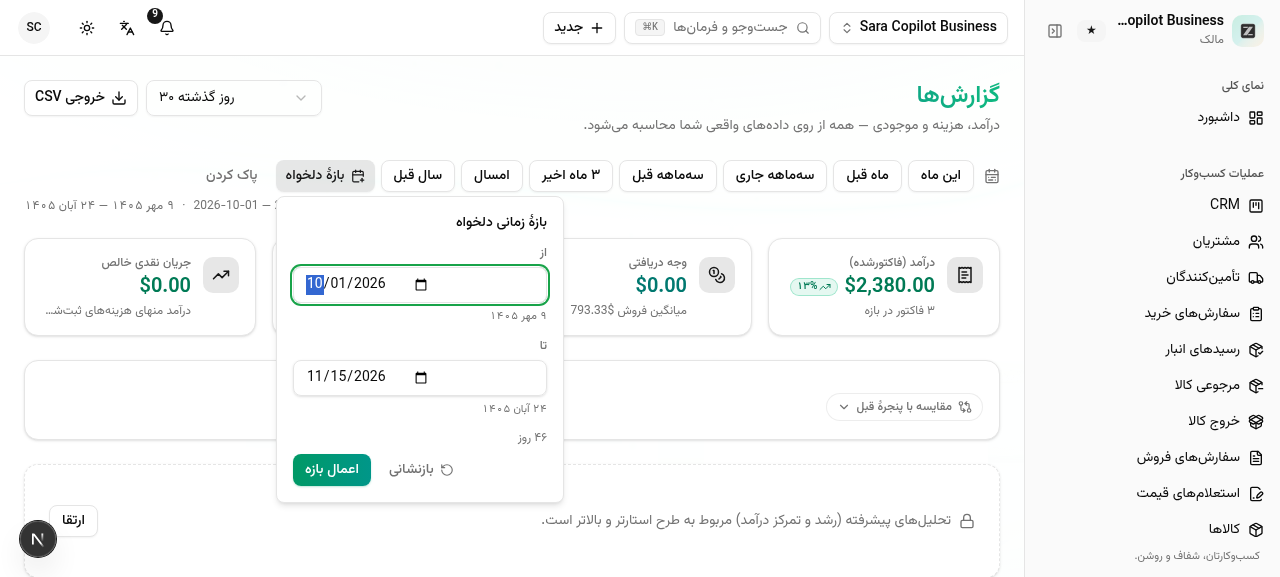 …opilot Business
مالک
نمای کلی
داشبورد
عملیات کسب‌وکار
CRM
مشتریان
تأمین‌کنندگان
سفارش‌های خرید
رسیدهای انبار
مرجوعی کالا
خروج کالا
سفارش‌های فروش
استعلام‌های قیمت
کالاها
کسب‌وکارتان، شفاف و روشن.
Sara Copilot Business
جست‌وجو و فرمان‌ها
⌘K
جدید
9
SC
گزارش‌ها
درآمد، هزینه و موجودی — همه از روی داده‌های واقعی شما محاسبه می‌شود.
۳۰ روز گذشته
خروجی CSV
این ماه
ماه قبل
سه‌ماهه جاری
سه‌ماهه قبل
۳ ماه اخیر
امسال
سال قبل
بازهٔ دلخواه
پاک کردن
2026-10-01 —
· ۹ مهر ۱۴۰۵ — ۲۴ آبان ۱۴۰۵
درآمد (فاکتورشده)
$2,380.00
۱۳%
۳ فاکتور در بازه
وجه دریافتی
$0.00
میانگین فروش $793.33
جریان نقدی خالص
$0.00
درآمد منهای هزینه‌های ثبت‌ش…
بازهٔ زمانی دلخواه
از
10/01/2026
۹ مهر ۱۴۰۵
تا
11/15/2026
۲۴ آبان ۱۴۰۵
۴۶ روز
بازنشانی
اعمال بازه
مقایسه با پنجرهٔ قبل
تحلیل‌های پیشرفته (رشد و تمرکز درآمد) مربوط به طرح استارتر و بالاتر است.
ارتقا
N